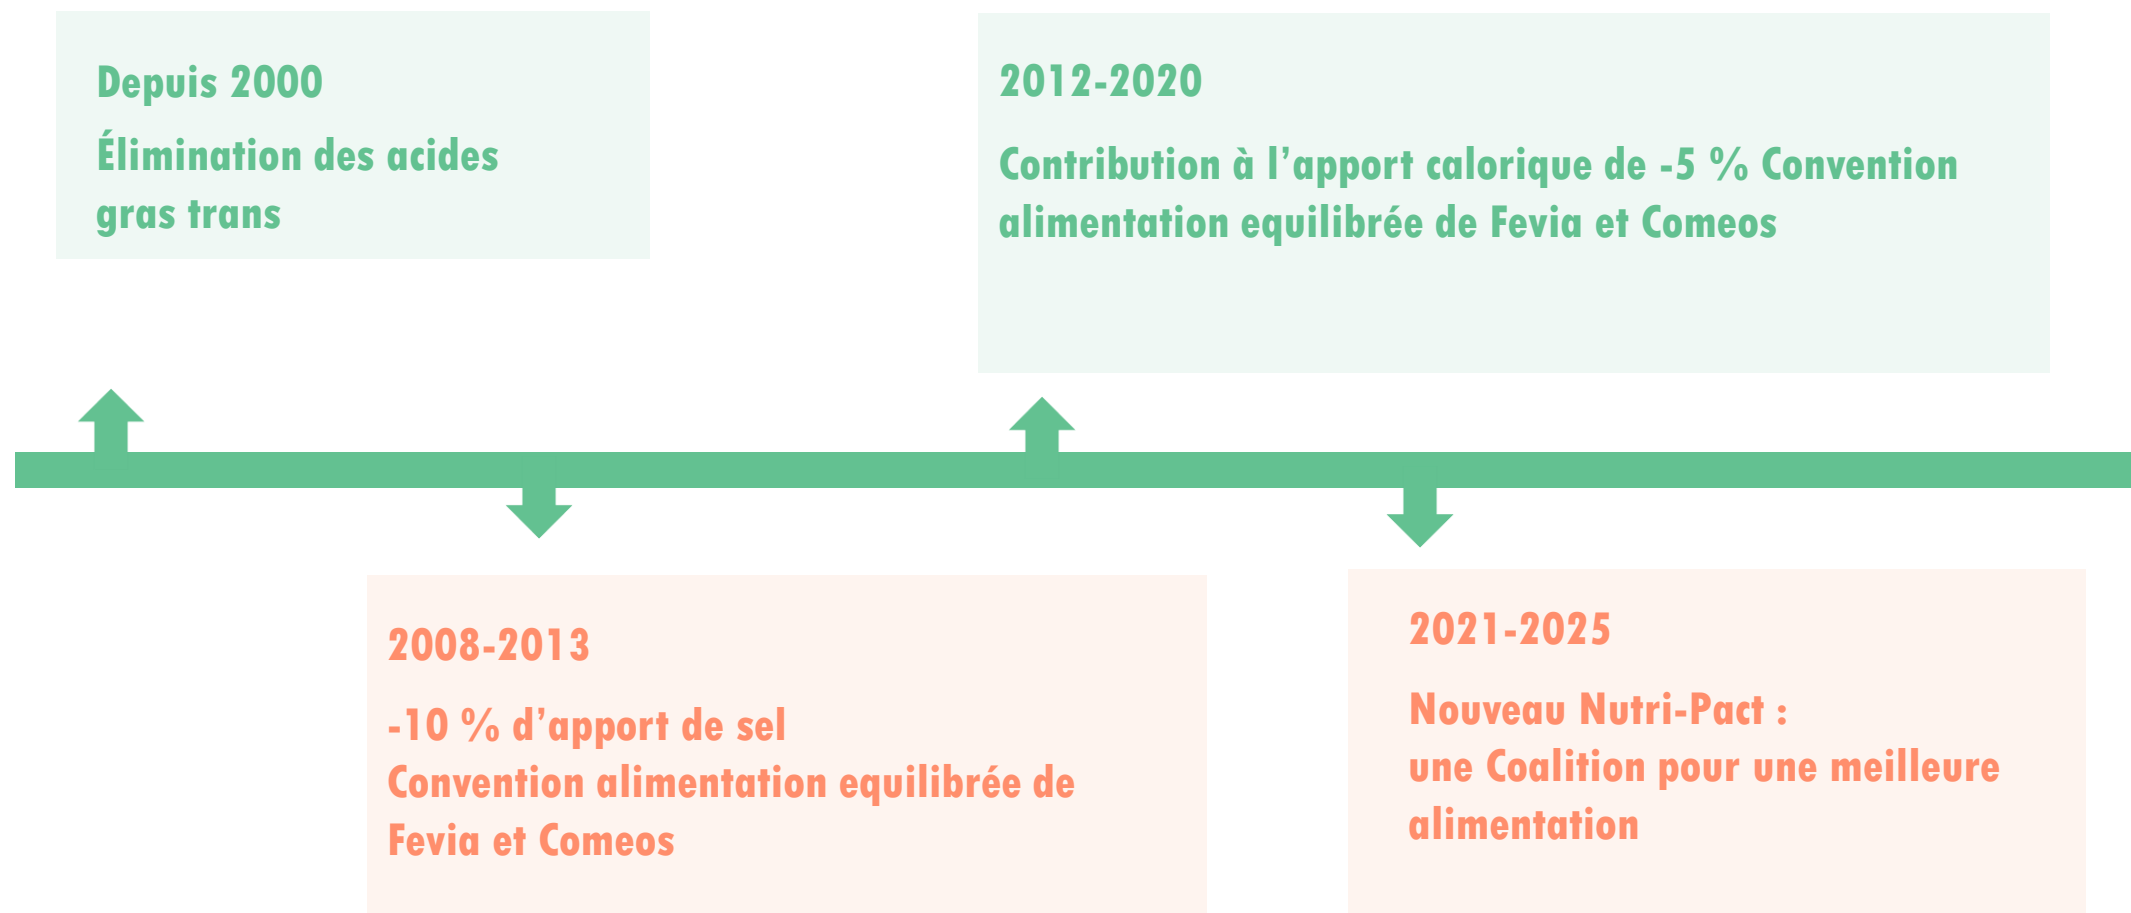 Depuis 2000
Élimination des acides
gras trans
2012-2020
Contribution à l’apport calorique de -5 % Convention
alimentation equilibrée de Fevia et Comeos
2008-2013
-10 % d’apport de sel
Convention alimentation equilibrée de
Fevia et Comeos
2021-2025
Nouveau Nutri-Pact :
une Coalition pour une meilleure
alimentation